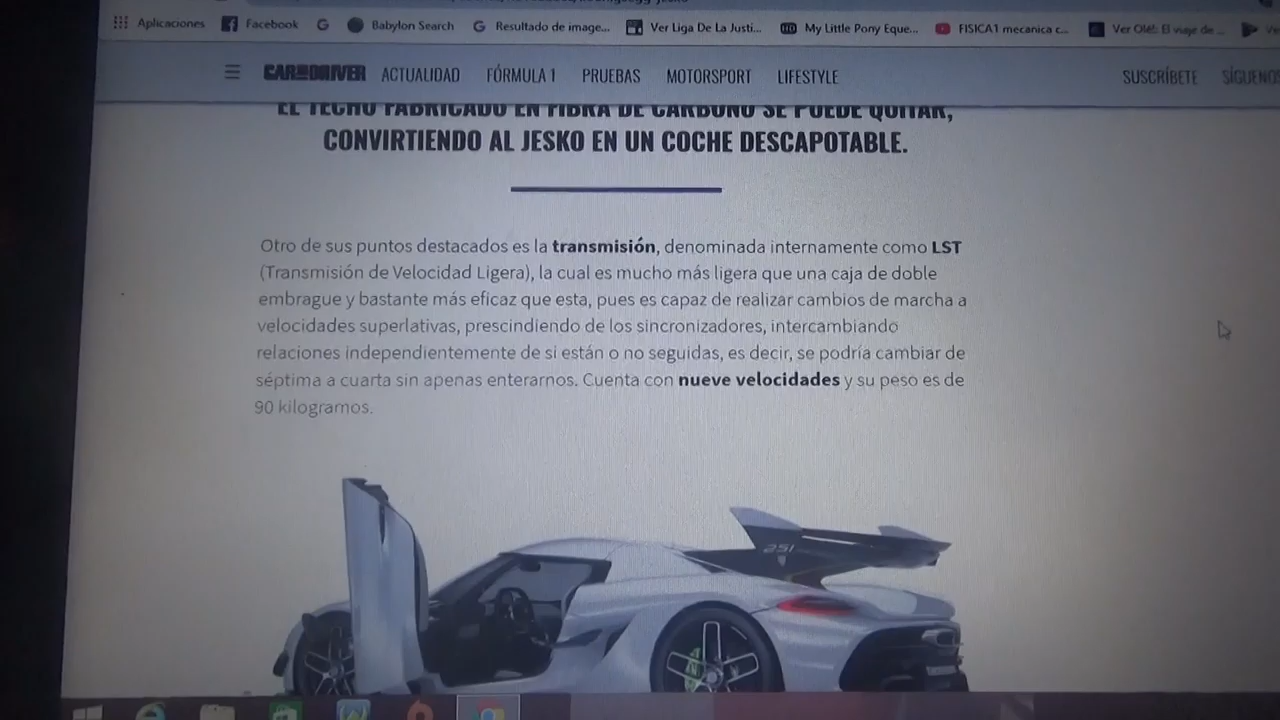 Aplicaciones Facebook G Babylon Search G Resultado de image... Ver Liga De La Justi... My Little Pony Eque... FISICA1 mecanica c... Ver Olé!: El viaje de ...
CAR AND DRIVER ACTUALIDAD FÓRMULA 1 PRUEBAS MOTORSPORT LIFESTYLE SUSCRÍBETE SÍGUENOS
EL TECHO FABRICADO EN FIBRA DE CARBONO SE PUEDE QUITAR,
CONVIRTIENDO AL JESKO EN UN COCHE DESCAPOTABLE.
Otro de sus puntos destacados es la transmisión, denominada internamente como LST
(Transmisión de Velocidad Ligera), la cual es mucho más ligera que una caja de doble
embrague y bastante más eficaz que esta, pues es capaz de realizar cambios de marcha a
velocidades superlativas, prescindiendo de los sincronizadores, intercambiando
relaciones independientemente de si están o no seguidas, es decir, se podría cambiar de
séptima a cuarta sin apenas enterarnos. Cuenta con nueve velocidades y su peso es de
90 kilogramos.